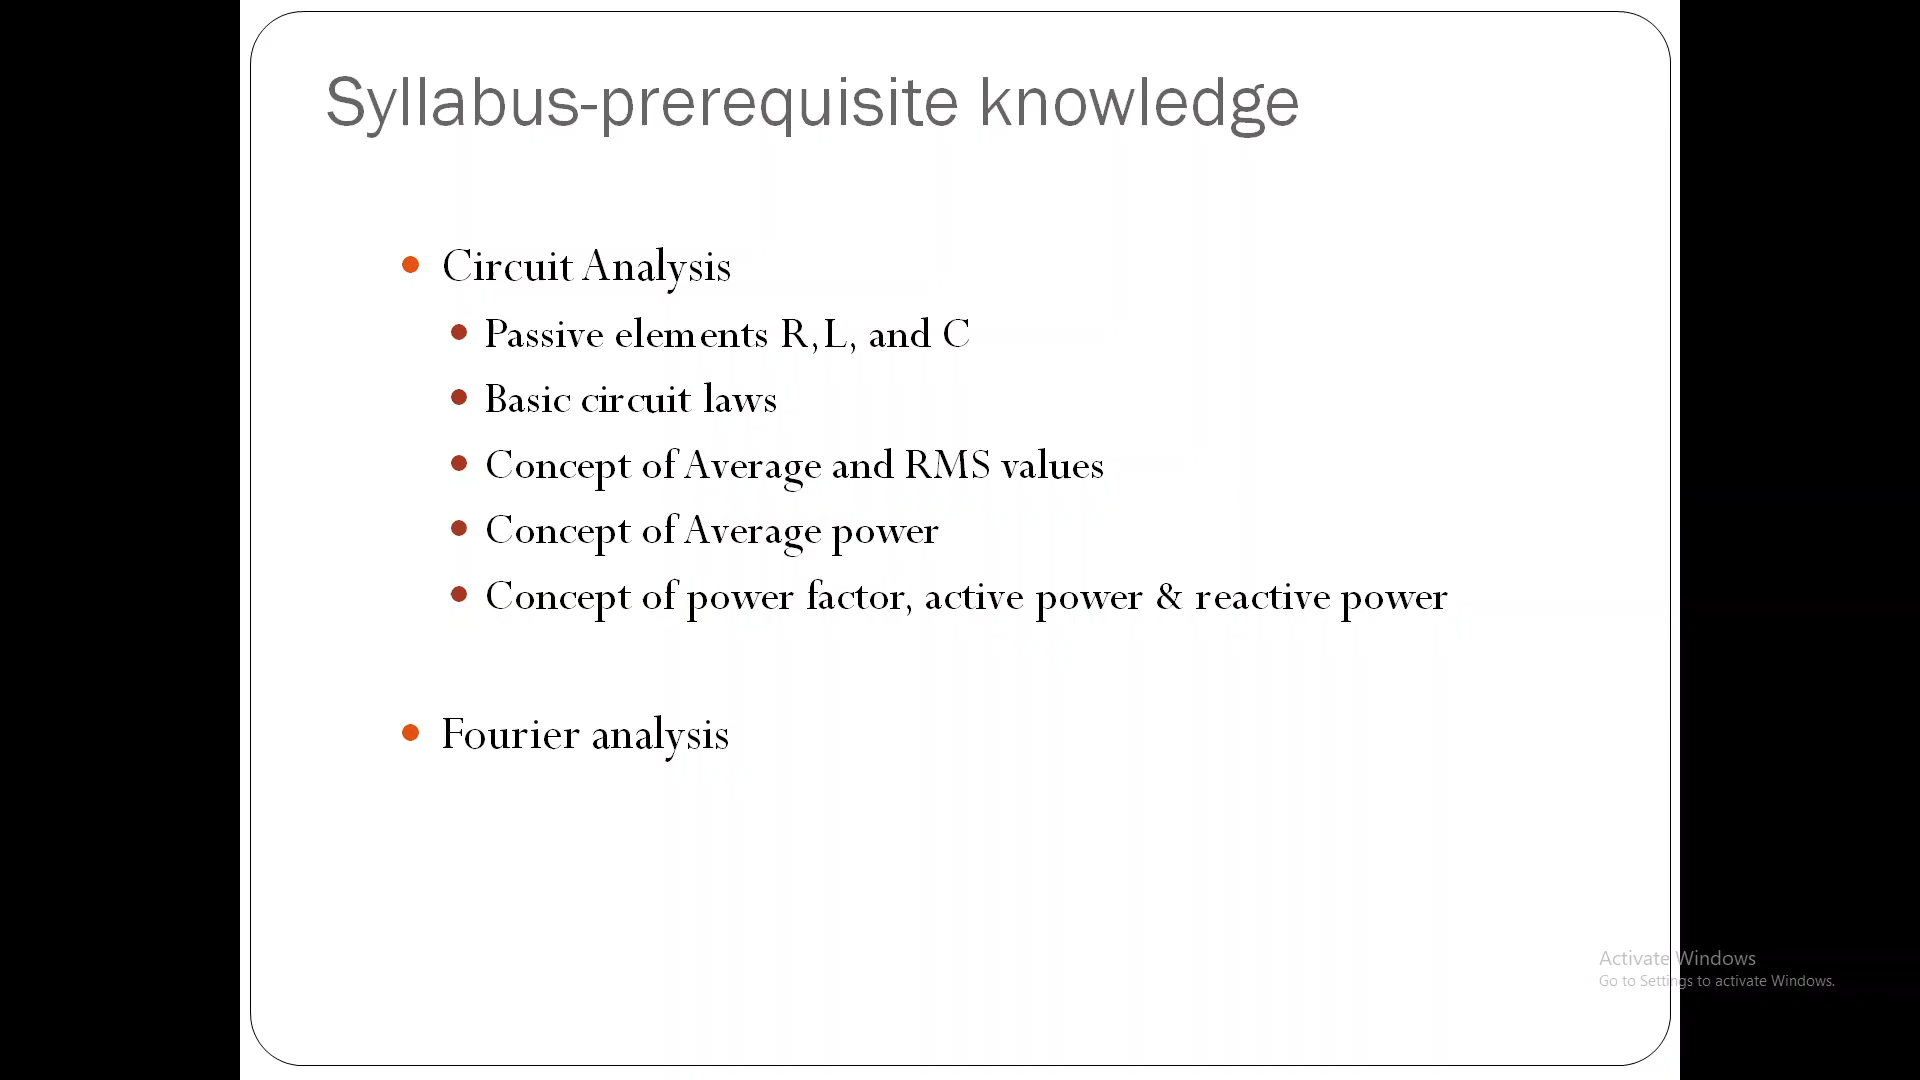 Syllabus-prerequisite knowledge
Circuit Analysis
Passive elements R, L, and C
Basic circuit laws
Concept of Average and RMS values
Concept of Average power
Concept of power factor, active power & reactive power
Fourier analysis
Activate Windows
Go to Settings to activate Windows.